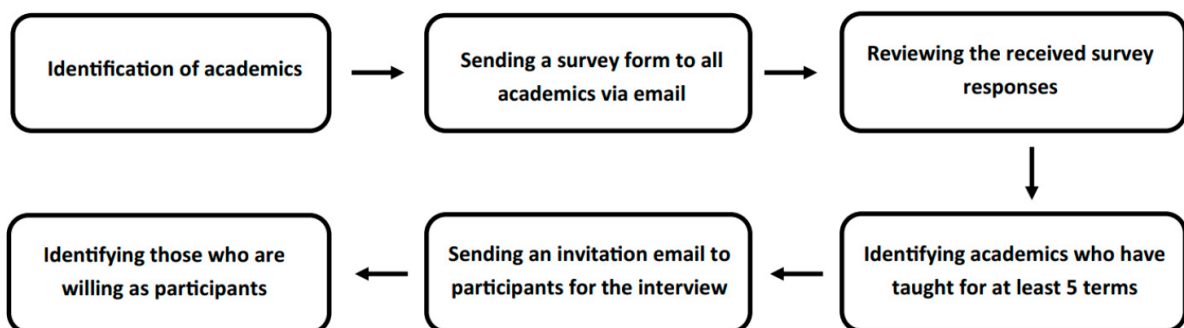 Identification of academics
Sending a survey form to all
academics via email
Reviewing the received survey
responses
Identifying academics who have
taught for at least 5 terms
Sending an invitation email to
participants for the interview
Identifying those who are
willing as participants